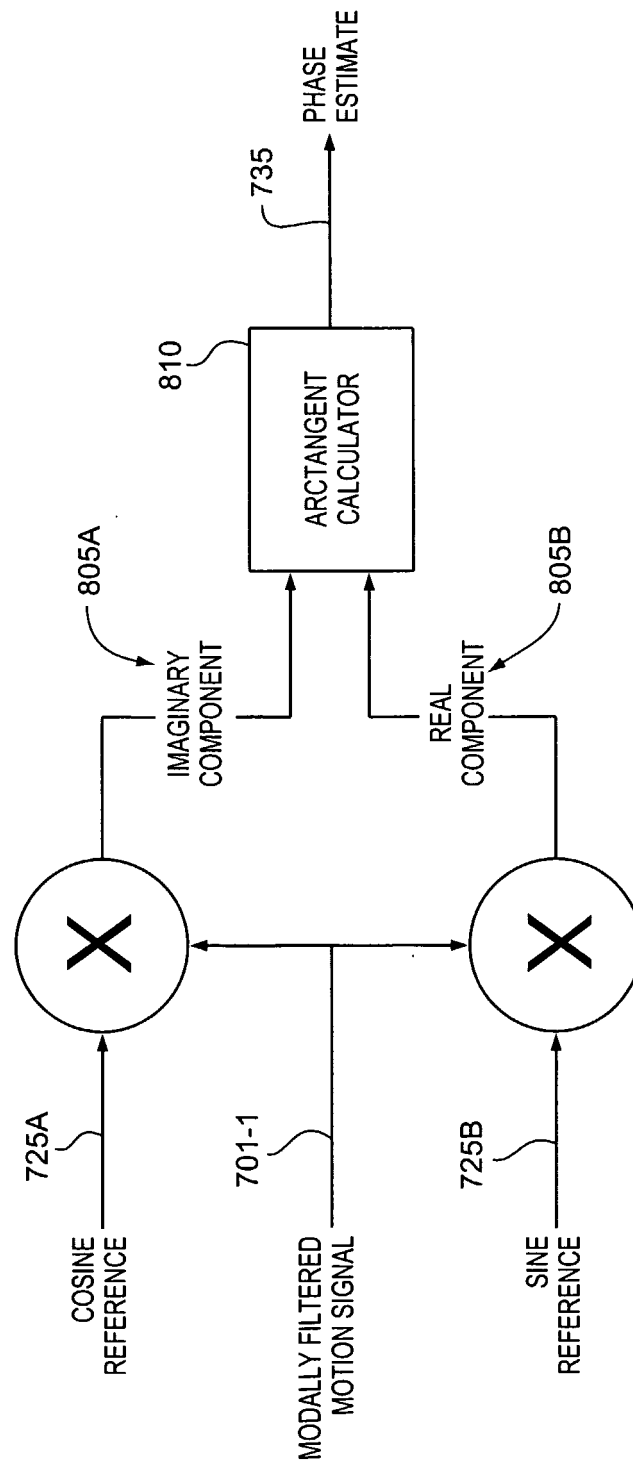 COSINE
REFERENCE
725A
X
IMAGINARY
COMPONENT
805A
MODALLY FILTERED
MOTION SIGNAL
701-1
ARCTANGENT
CALCULATOR
810
735
PHASE
ESTIMATE
SINE
REFERENCE
725B
X
REAL
COMPONENT
805B